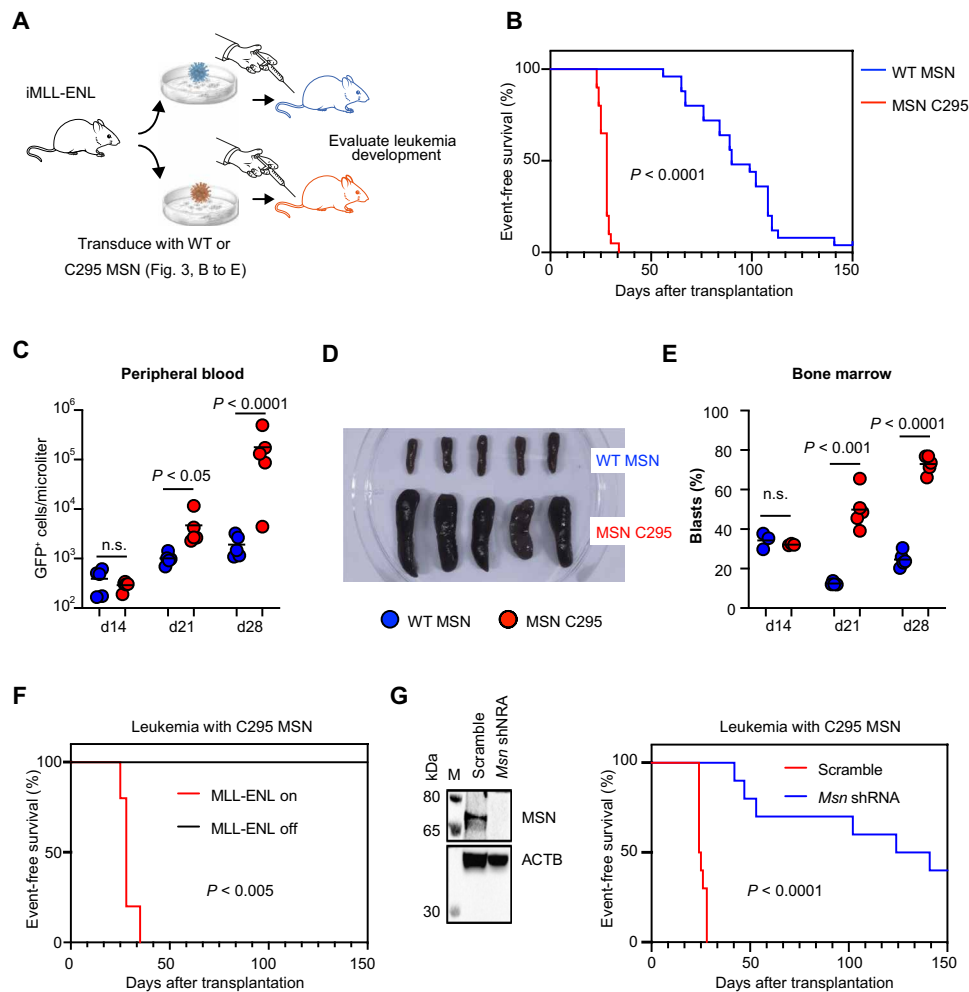 A
iMLL-ENL
Evaluate leukemia
development
Transduce with WT or
C295 MSN (Fig. 3, B to E)
B
Event-free survival (%)
100
50
0
P < 0.0001
WT MSN
MSN C295
0 50 100 150
Days after transplantation
C
Peripheral blood
GFP+ cells/microliter
10^6
10^5
10^4
10^3
10^2
n.s.
P < 0.05
P < 0.0001
d14 d21 d28
D
WT MSN
MSN C295
WT MSN MSN C295
E
Bone marrow
Blasts (%)
100
80
60
40
20
0
n.s.
P < 0.001
P < 0.0001
d14 d21 d28
F
Leukemia with C295 MSN
Event-free survival (%)
100
50
0
MLL-ENL on
MLL-ENL off
P < 0.005
0 50 100 150
Days after transplantation
G
kDa
M
Scramble
Msn shNRA
80
65
MSN
ACTB
30
Leukemia with C295 MSN
Event-free survival (%)
100
50
0
Scramble
Msn shRNA
P < 0.0001
0 50 100 150
Days after transplantation